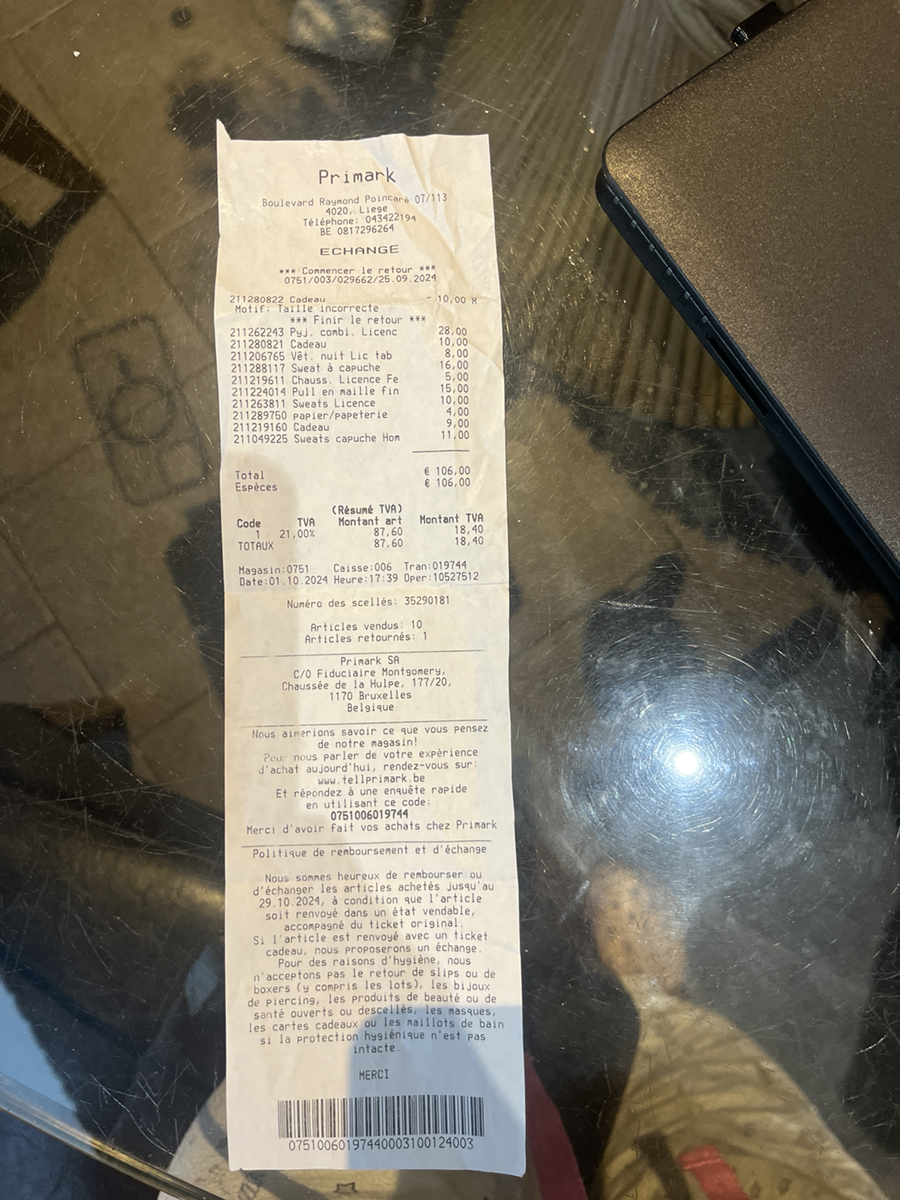 Primark
Boulevard Raymond Poincaré 07/113
4020, Liege
Téléphone: 043422194
BE 0817296264
ECHANGE
*** Commencer le retour ***
0751/003/029662/25.09.2024
211280822 Cadeau - 10,00 R
Motif: Taille incorrecte
*** Finir le retour ***
211262243 Pyj. combi. Licenc 28,00
211280821 Cadeau 10,00
211206765 Vêt. nuit Lic tab 8,00
211288117 Sweat à capuche 16,00
211219611 Chauss. Licence Fe 5,00
211224014 Pull en maille fin 15,00
211263811 Sweats Licence 10,00
211289750 papier/papeterie 4,00
211219160 Cadeau 9,00
211049225 Sweats capuche Hom 11,00
Total € 106,00
Espèces € 106,00
(Résumé TVA)
Code TVA Montant art Montant TVA
1 21,00% 87,60 18,40
TOTAUX 87,60 18,40
Magasin:0751 Caisse:006 Tran:019744
Date:01.10.2024 Heure:17:39 Oper:10527512
Numéro des scellés: 35290181
Articles vendus: 10
Articles retournés: 1
Primark SA
C/O Fiduciaire Montgomery,
Chaussée de la Hulpe, 177/20,
1170 Bruxelles
Belgique
Nous aimerions savoir ce que vous pensez
de notre magasin!
Pour nous parler de votre expérience
d'achat aujourd'hui, rendez-vous sur:
www.tellprimark.be
Et répondez à une enquête rapide
en utilisant ce code:
0751006019744
Merci d'avoir fait vos achats chez Primark
Politique de remboursement et d'échange
Nous sommes heureux de rembourser ou
d'échanger les articles achetés jusqu'au
29.10.2024, à condition que l'article
soit renvoyé dans un état vendable,
accompagné du ticket original.
Si l'article est renvoyé avec un ticket
cadeau, nous proposerons un échange.
Pour des raisons d'hygiène, nous
n'acceptons pas le retour de slips ou de
boxers (y compris les lots), les bijoux
de piercing, les produits de beauté ou de
santé ouverts ou descellés, les masques,
les cartes cadeaux ou les maillots de bain
si la protection hygiénique n'est pas
intacte.
MERCI
07510060197440003100124003